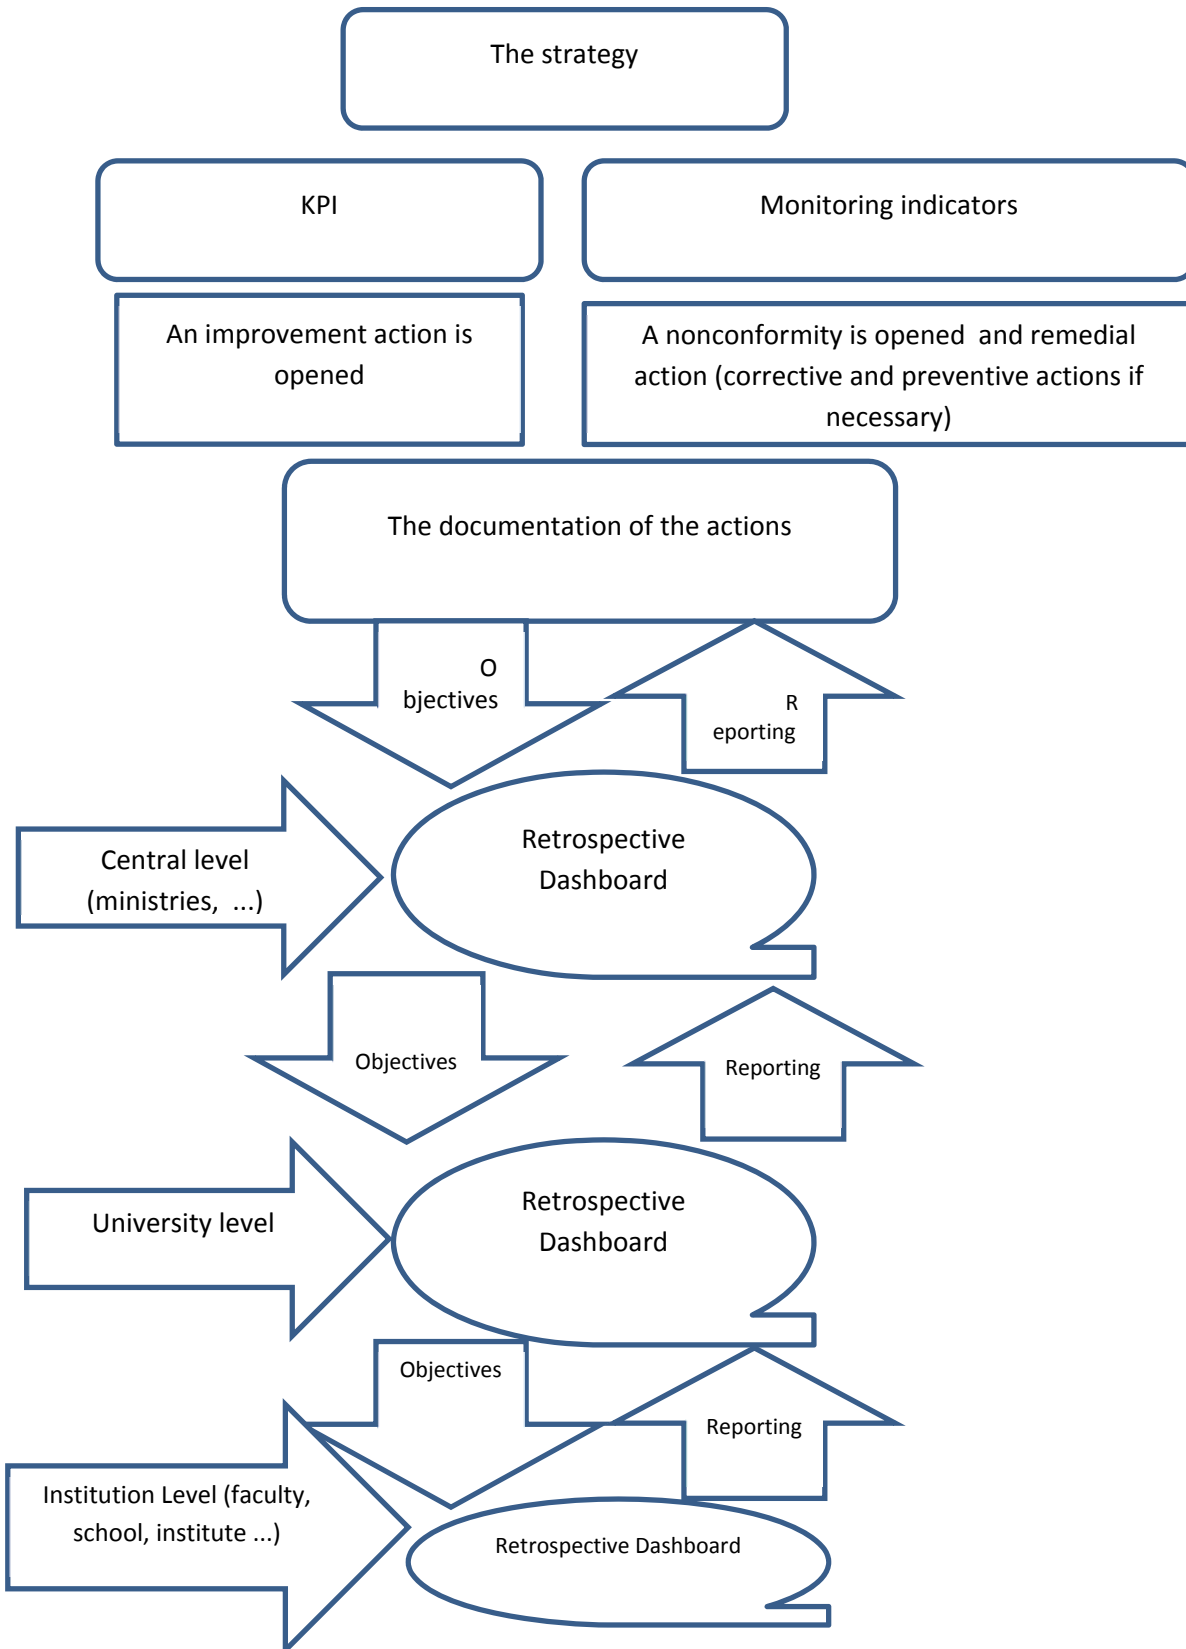 The strategy
KPI
Monitoring indicators
An improvement action is
opened
A nonconformity is opened  and remedial
action (corrective and preventive actions if
necessary)
The documentation of the actions
O
bjectives
R
eporting
Central level
(ministries,  ...)
Retrospective
Dashboard
Objectives
Reporting
University level
Retrospective
Dashboard
Objectives
Reporting
Institution Level (faculty,
school, institute ...)
Retrospective Dashboard